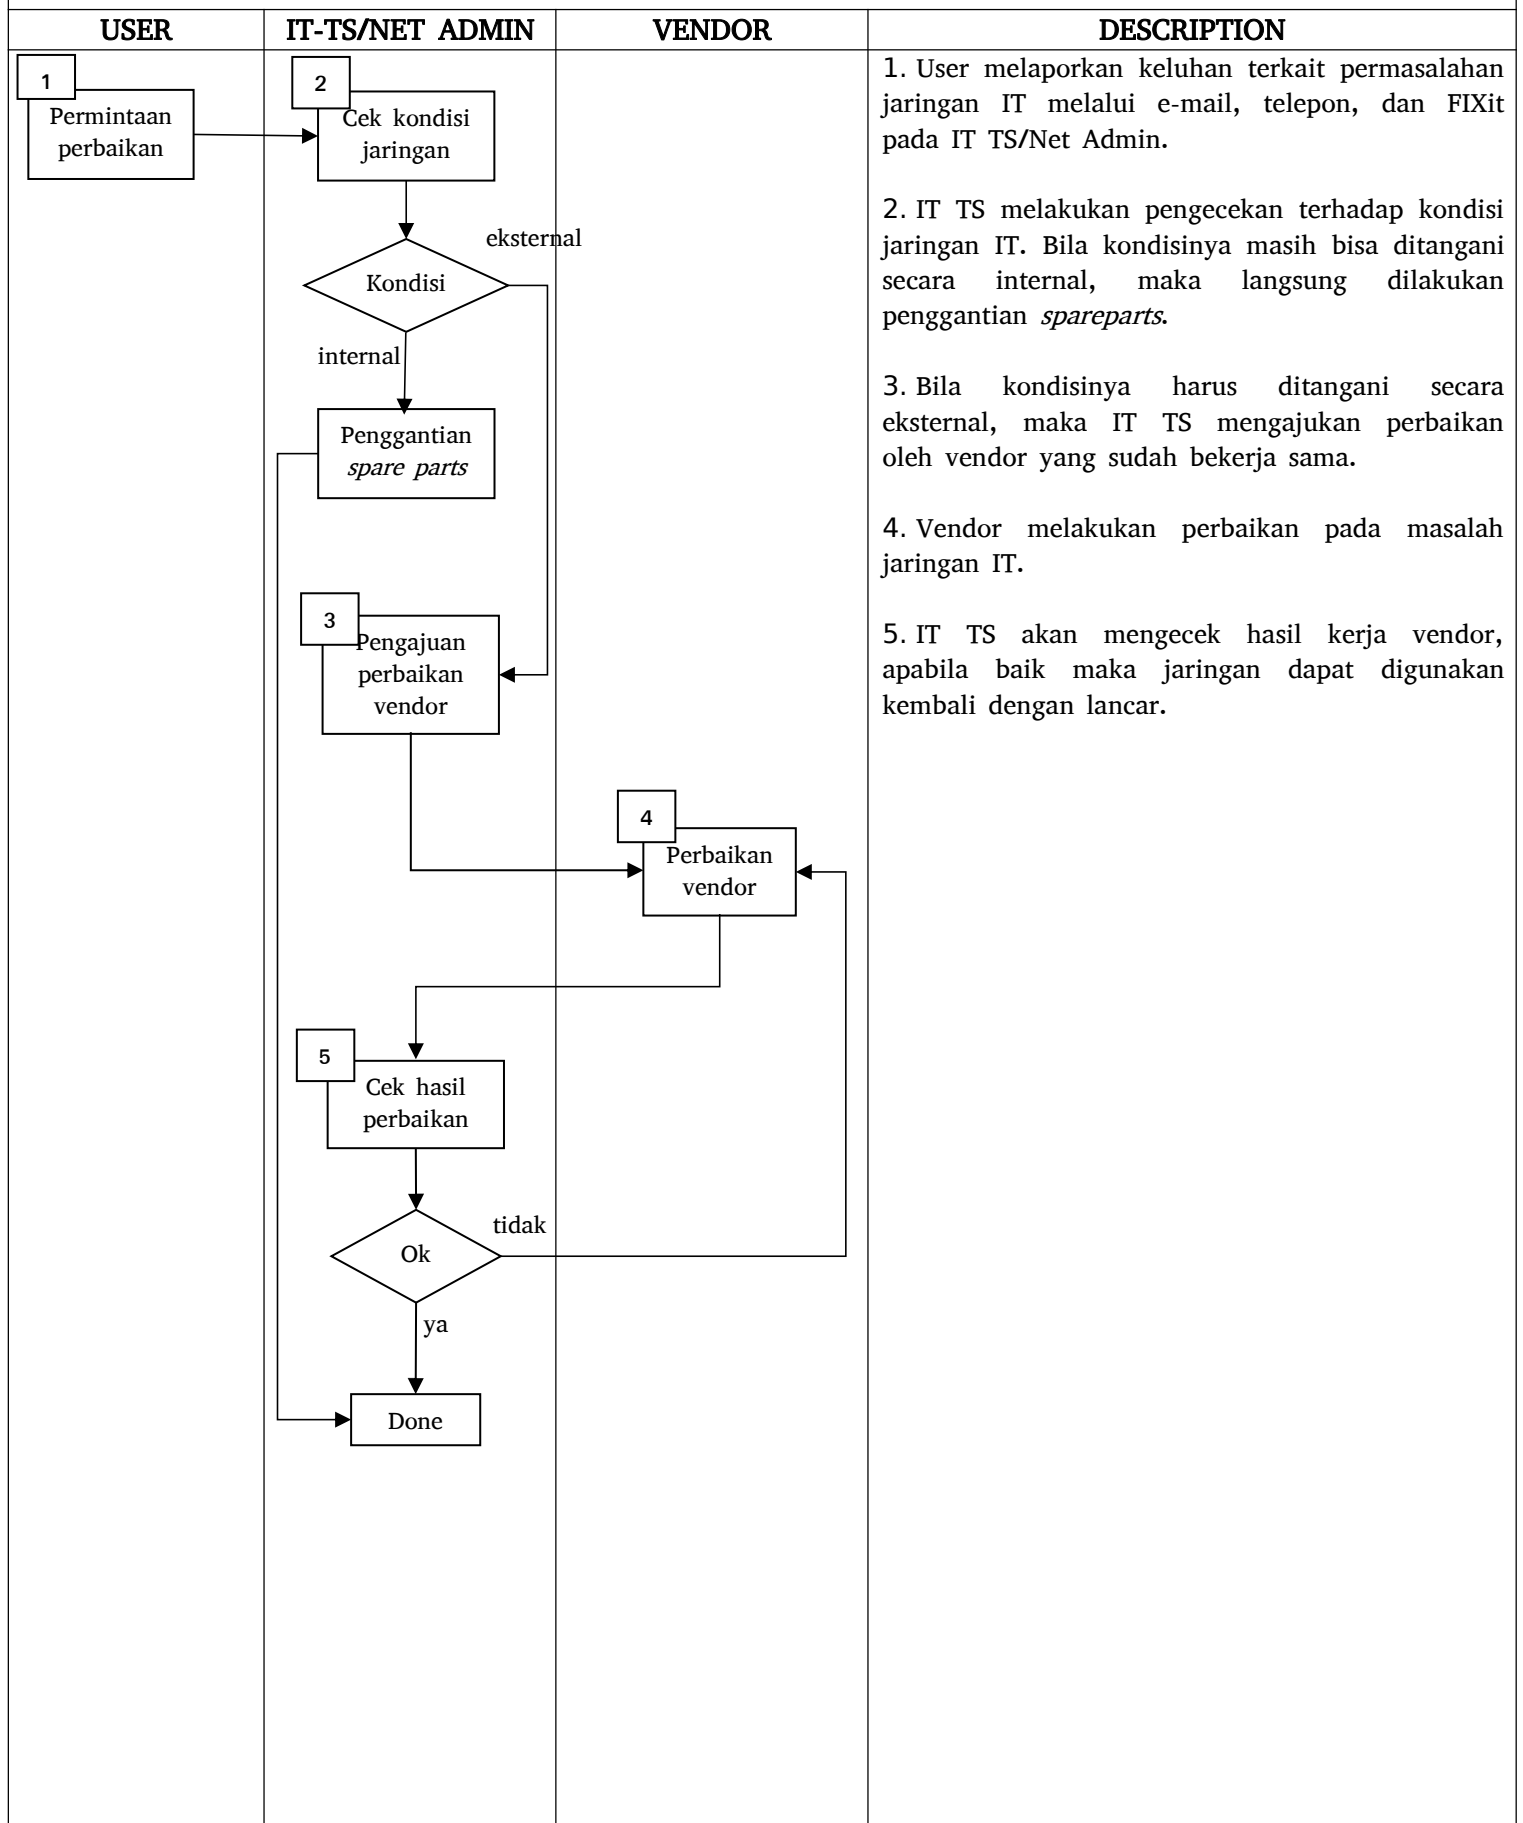 USER IT-TS/NET ADMIN VENDOR DESCRIPTION
1
Permintaan
perbaikan
2
Cek kondisi
jaringan
eksternal
Kondisi
internal
Penggantian
spare parts
3
Pengajuan
perbaikan
vendor
4
Perbaikan
vendor
5
Cek hasil
perbaikan
tidak
Ok
ya
Done
1. User melaporkan keluhan terkait permasalahan
jaringan IT melalui e-mail, telepon, dan FIXit
pada IT TS/Net Admin.
2. IT TS melakukan pengecekan terhadap kondisi
jaringan IT. Bila kondisinya masih bisa ditangani
secara internal, maka langsung dilakukan
penggantian spareparts.
3. Bila kondisinya harus ditangani secara
eksternal, maka IT TS mengajukan perbaikan
oleh vendor yang sudah bekerja sama.
4. Vendor melakukan perbaikan pada masalah
jaringan IT.
5. IT TS akan mengecek hasil kerja vendor,
apabila baik maka jaringan dapat digunakan
kembali dengan lancar.